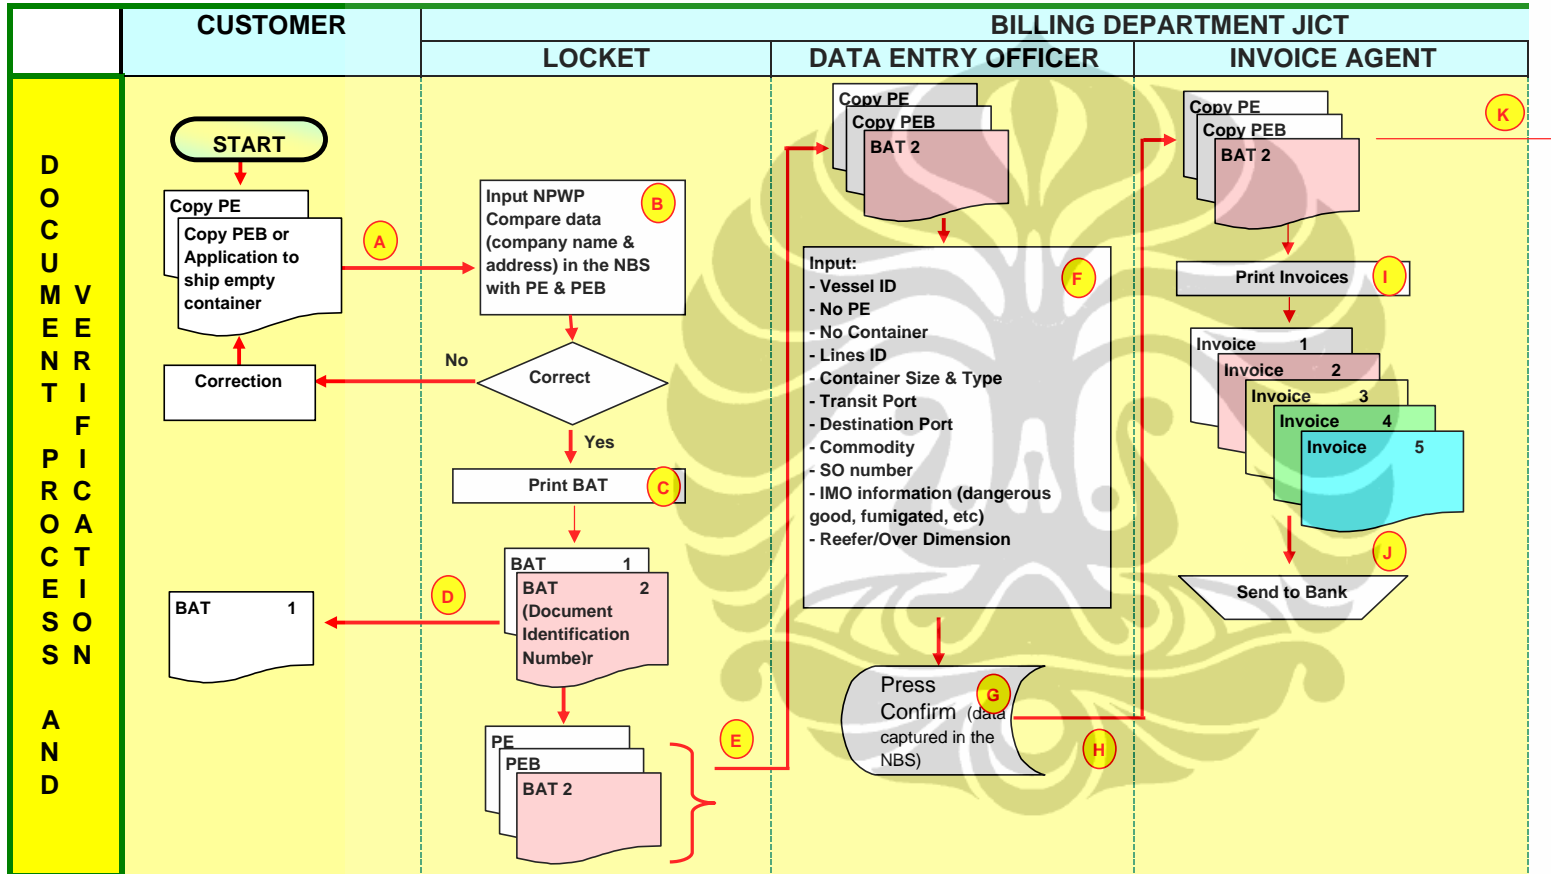 CUSTOMER
BILLING DEPARTMENT JICT
LOCKET
DATA ENTRY OFFICER
INVOICE AGENT
DOCUMENT PROCESS AND
VERIFICATION
START
Copy PE
Copy PEB or
Application to
ship empty
container
A
Correction
BAT 1
Input NPWP
Compare data
(company name &
address) in the NBS
with PE & PEB
B
No
Correct
Yes
Print BAT
C
BAT 1
BAT 2
(Document
Identification
Numbe)r
D
PE
PEB
BAT 2
E
Copy PE
Copy PEB
BAT 2
Input:
- Vessel ID
- No PE
- No Container
- Lines ID
- Container Size & Type
- Transit Port
- Destination Port
- Commodity
- SO number
- IMO information (dangerous
good, fumigated, etc)
- Reefer/Over Dimension
F
Press
Confirm (data
captured in the
NBS)
G
H
Copy PE
Copy PEB
BAT 2
K
Print Invoices
I
Invoice 1
Invoice 2
Invoice 3
Invoice 4
Invoice 5
J
Send to Bank